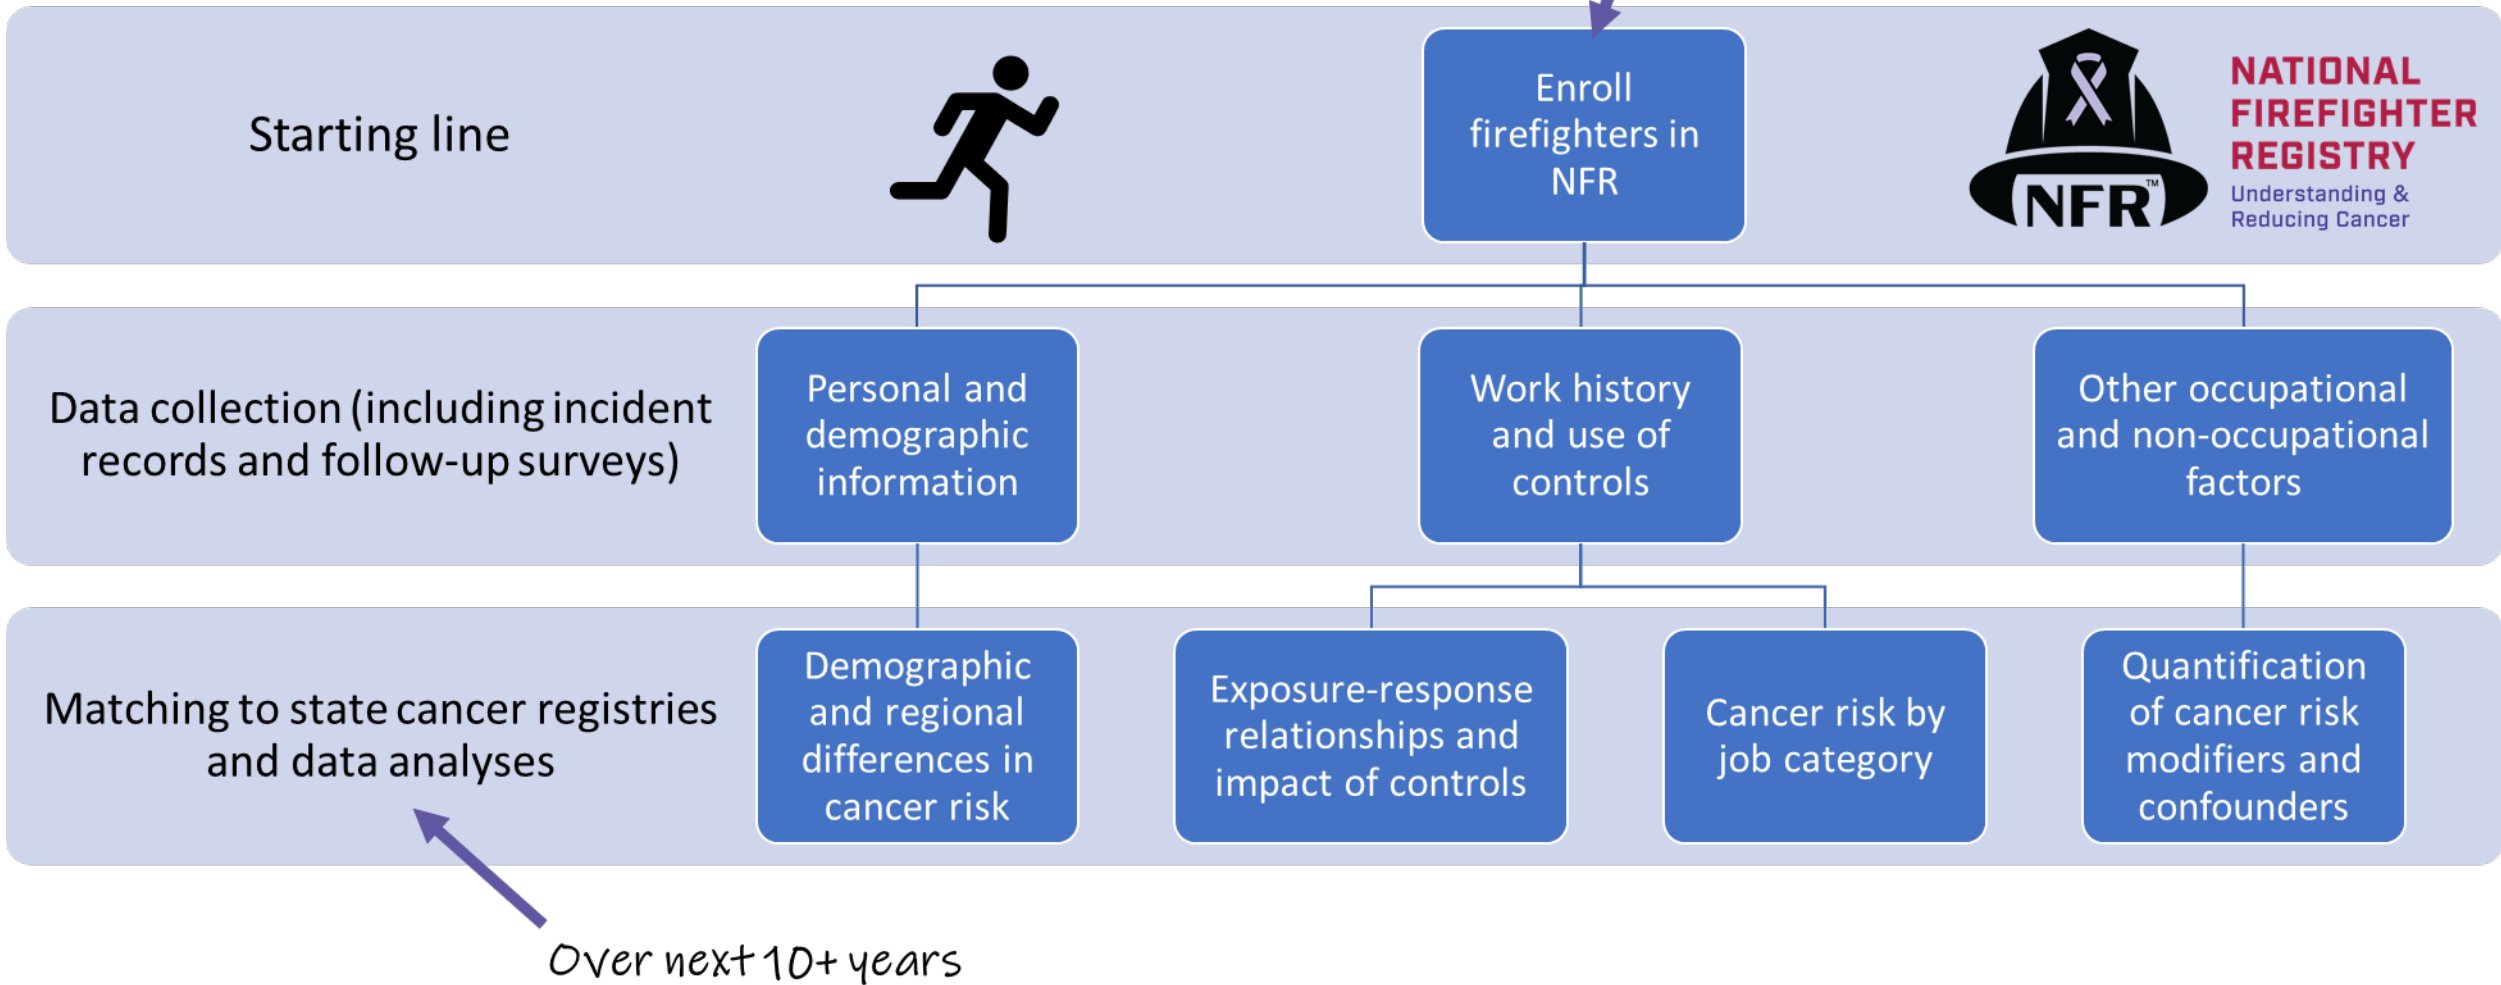 Starting line
Enroll
firefighters in
NFR
NFR™
NATIONAL
FIREFIGHTER
REGISTRY
Understanding &
Reducing Cancer
Data collection (including incident
records and follow-up surveys)
Personal and
demographic
information
Work history
and use of
controls
Other occupational
and non-occupational
factors
Matching to state cancer registries
and data analyses
Demographic
and regional
differences in
cancer risk
Exposure-response
relationships and
impact of controls
Cancer risk by
job category
Quantification
of cancer risk
modifiers and
confounders
Over next 10+ years